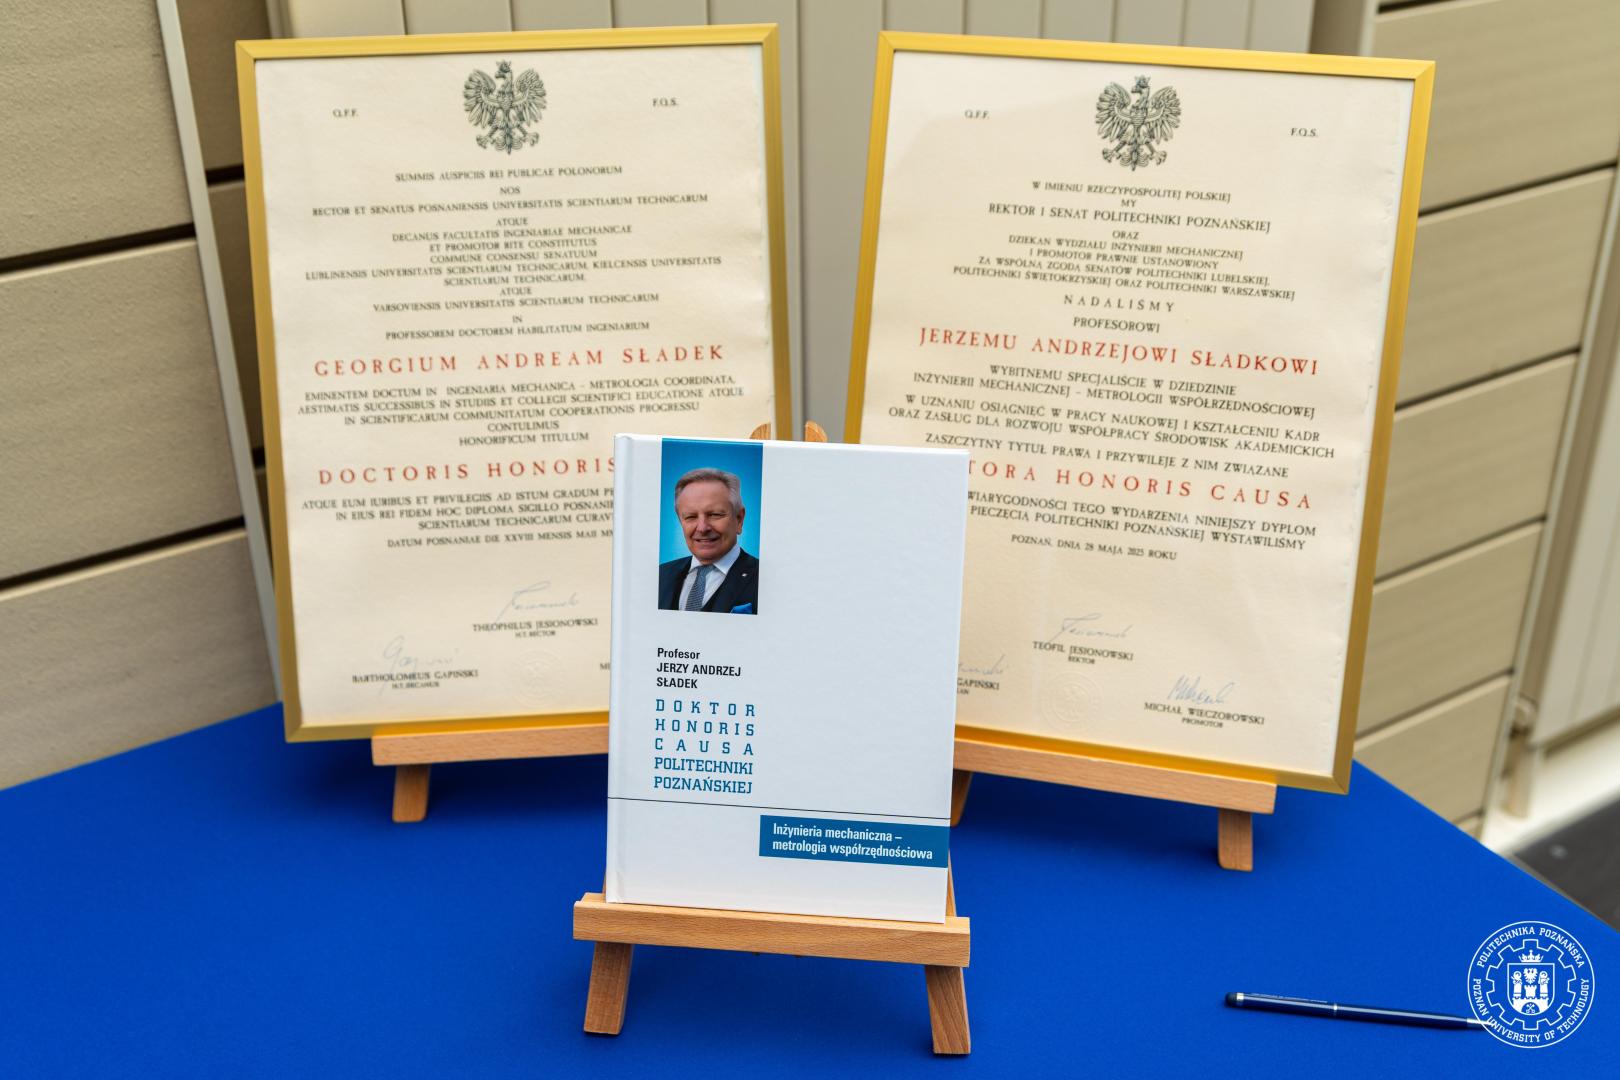 Q.F.F. F.Q.S.
SUMMIS AUSPICIIS REI PUBLICAE POLONORUM
NOS
RECTOR ET SENATUS POSNANIENSIS UNIVERSITATIS SCIENTIARUM TECHNICARUM
ATQUE
DECANUS FACULTATIS INGENIARIAE MECHANICAE
ET PROMOTOR RITE CONSTITUTUS
COMMUNE CONSENSU SENATUUM
LUBLINENSIS UNIVERSITATIS SCIENTIARUM TECHNICARUM, KIELCENSIS UNIVERSITATIS
SCIENTIARUM TECHNICARUM,
ATQUE
VARSOVIENSIS UNIVERSITATIS SCIENTIARUM TECHNICARUM
IN
PROFESSOREM DOCTOREM HABILITATUM INGENIARIUM
GEORGIUM ANDREAM SŁADEK
EMINENTEM DOCTUM IN INGENIARIA MECHANICA – METROLOGIA COORDINATA,
AESTIMATIS SUCCESSIBUS IN STUDIIS ET COLLEGII SCIENTIFICI EDUCATIONE ATQUE
IN SCIENTIFICARUM COMMUNITATUM COOPERATIONIS PROGRESSU
CONTULIMUS
HONORIFICUM TITULUM
DOCTORIS HONORIS
ATQUE EUM IURIBUS ET PRIVILEGIIS AD ISTUM GRADUM PE
IN EIUS REI FIDEM HOC DIPLOMA SIGILLO POSNANI
SCIENTIARUM TECHNICARUM CURAV
DATUM POSNANIAE DIE XXVIII MENSIS MAII MM
THEOPHILUS JESIONOWSKI
H.T. RECTOR
BARTHOLOMEUS GAPIŃSKI
H.T. DECANUS
MI
Q.F.F. F.Q.S.
W IMIENIU RZECZYPOSPOLITEJ POLSKIEJ
MY
REKTOR I SENAT POLITECHNIKI POZNAŃSKIEJ
ORAZ
DZIEKAN WYDZIAŁU INŻYNIERII MECHANICZNEJ
I PROMOTOR PRAWNIE USTANOWIONY
ZA WSPÓLNĄ ZGODĄ SENATÓW POLITECHNIKI LUBELSKIEJ,
POLITECHNIKI ŚWIĘTOKRZYSKIEJ ORAZ POLITECHNIKI WARSZAWSKIEJ
NADALIŚMY
PROFESOROWI
JERZEMU ANDRZEJOWI SŁADKOWI
WYBITNEMU SPECJALIŚCIE W DZIEDZINIE
INŻYNIERII MECHANICZNEJ – METROLOGII WSPÓŁRZĘDNOŚCIOWEJ
W UZNANIU OSIĄGNIĘĆ W PRACY NAUKOWEJ I KSZTAŁCENIU KADR
ORAZ ZASŁUG DLA ROZWOJU WSPÓŁPRACY ŚRODOWISK AKADEMICKICH
ZASZCZYTNY TYTUŁ PRAWA I PRZYWILEJE Z NIM ZWIĄZANE
TORA HONORIS CAUSA
WIARYGODNOŚCI TEGO WYDARZENIA NINIEJSZY DYPLOM
PIECZĘCIĄ POLITECHNIKI POZNAŃSKIEJ WYSTAWILIŚMY
POZNAŃ, DNIA 28 MAJA 2025 ROKU
TEOFIL JESIONOWSKI
REKTOR
GAPIŃSKI
MICHAŁ WIECZOROWSKI
PROMOTOR
Profesor
JERZY ANDRZEJ
SŁADEK
DOKTOR
HONORIS
CAUSA
POLITECHNIKI
POZNAŃSKIEJ
Inżynieria mechaniczna –
metrologia współrzędnościowa
POLITECHNIKA POZNAŃSKA
POZNAN UNIVERSITY OF TECHNOLOGY